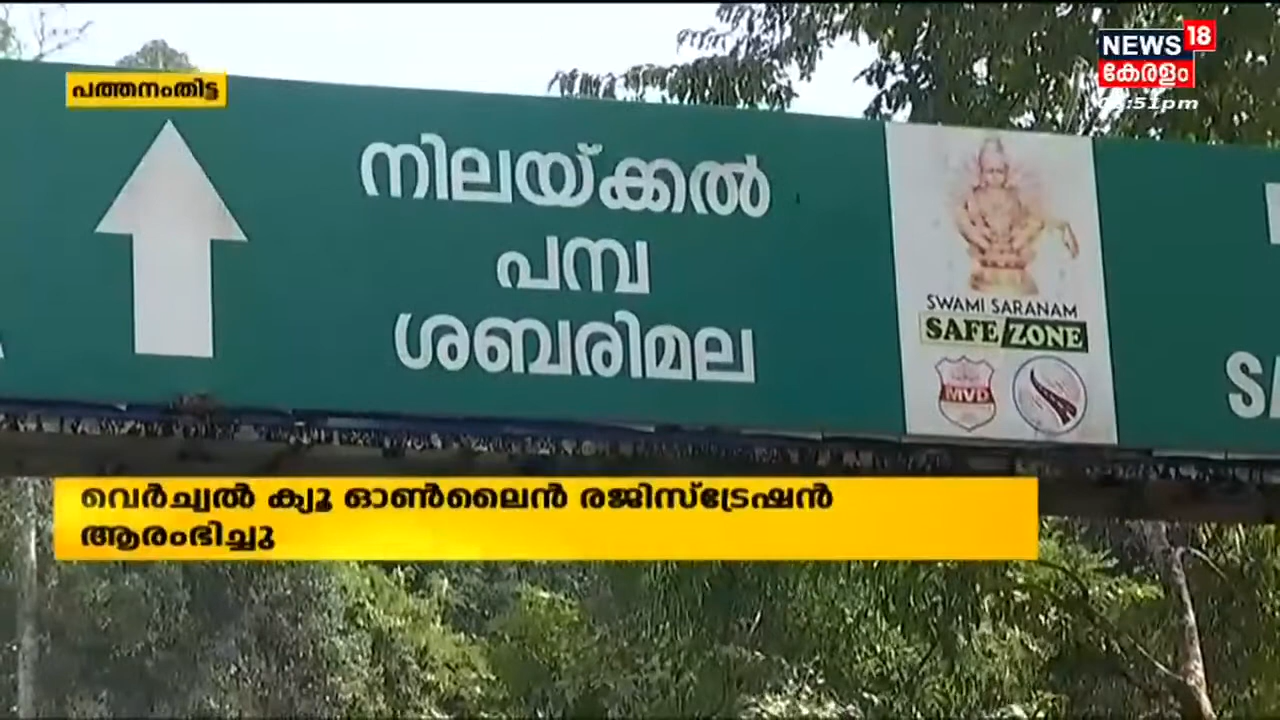 NEWS 18
കേരളം
പത്തനംതിട്ട
നിലയ്ക്കൽ
പമ്പ
ശബരിമല
SWAMI SARANAM
SAFE ZONE
MVD
വെർച്വൽ ക്യൂ ഓൺലൈൻ രജിസ്ട്രേഷൻ
ആരംഭിച്ചു